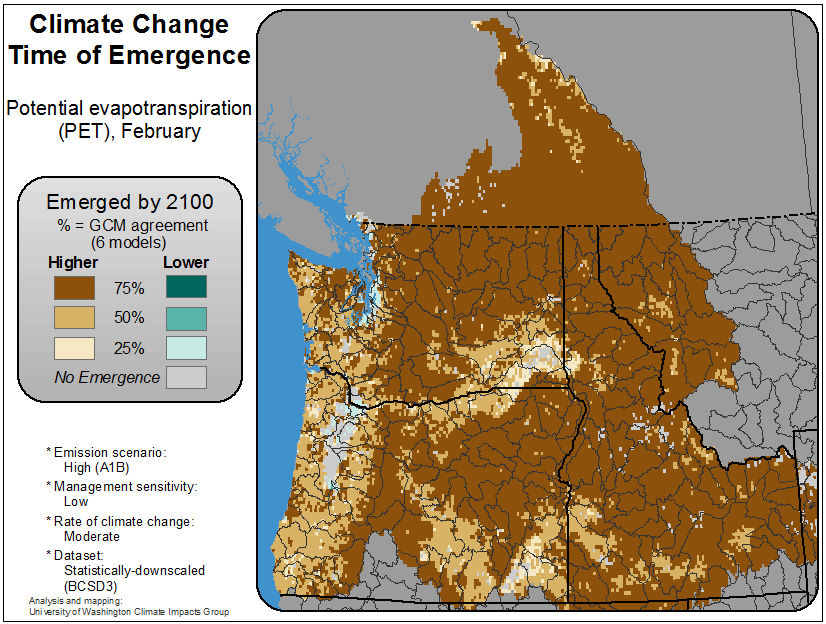 Climate Change
Time of Emergence
Potential evapotranspiration
(PET), February
Emerged by 2100
% = GCM agreement
(6 models)
Higher Lower
75%
50%
25%
No Emergence
* Emission scenario:
High (A1B)
* Management sensitivity:
Low
* Rate of climate change:
Moderate
* Dataset:
Statistically-downscaled
(BCSD3)
Analysis and mapping:
University of Washington Climate Impacts Group